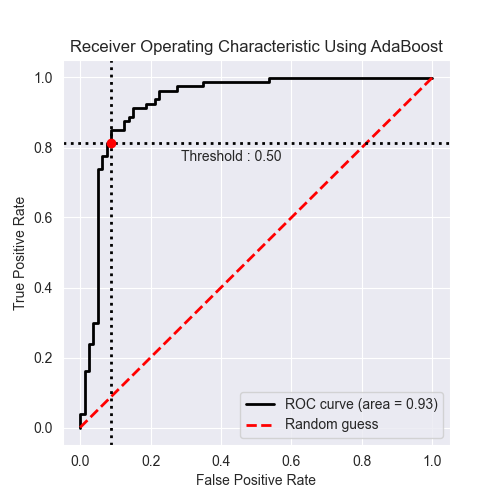 Receiver Operating Characteristic Using AdaBoost
1.0
0.8
0.6
0.4
0.2
0.0
True Positive Rate
Threshold : 0.50
ROC curve (area = 0.93)
Random guess
0.0 0.2 0.4 0.6 0.8 1.0
False Positive Rate